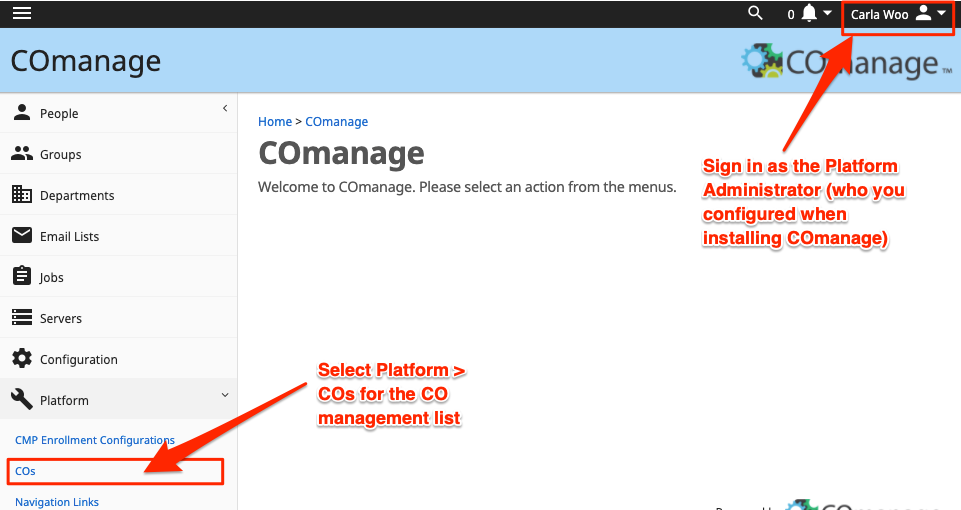 0
Carla Woo
COmanage
COmanage™
People
Groups
Departments
Email Lists
Jobs
Servers
Configuration
Platform
CMP Enrollment Configurations
COs
Navigation Links
Home > COmanage
COmanage
Welcome to COmanage. Please select an action from the menus.
Sign in as the Platform
Administrator (who you
configured when
installing COmanage)
Select Platform >
COs for the CO
management list
Powered by COmanage